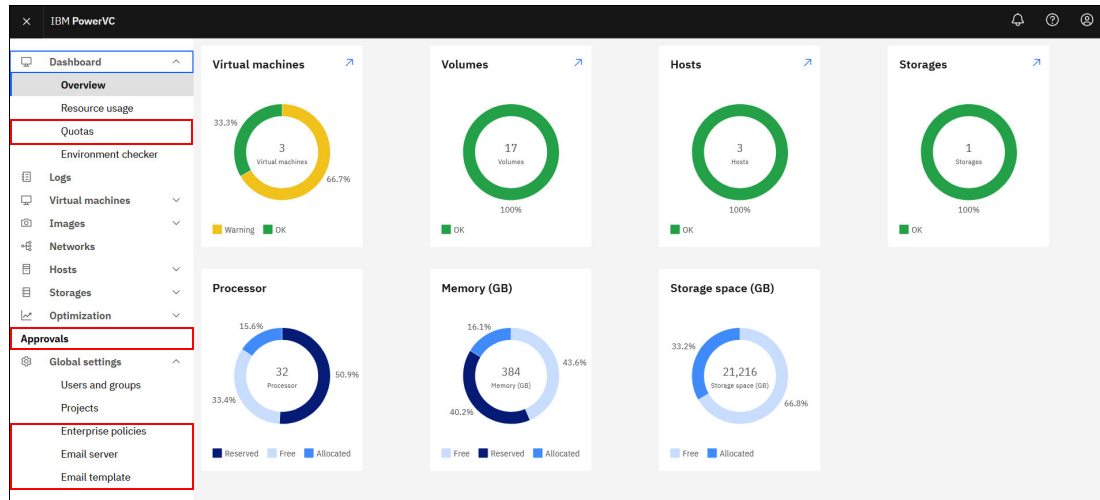 IBM PowerVC
Dashboard
Overview
Resource usage
Quotas
Environment checker
Logs
Virtual machines
Images
Networks
Hosts
Storages
Optimization
Approvals
Global settings
Users and groups
Projects
Enterprise policies
Email server
Email template
Virtual machines
33.3%
3
Virtual machines
66.7%
Warning OK
Volumes
17
Volumes
100%
OK
Hosts
3
Hosts
100%
OK
Storages
1
Storages
100%
OK
Processor
15.6%
32
Processor
50.9%
33.4%
Reserved Free Allocated
Memory (GB)
16.1%
43.6%
384
Memory (GB)
40.2%
Free Reserved Allocated
Storage space (GB)
33.2%
21,216
Storage space (GB)
66.8%
Free Allocated